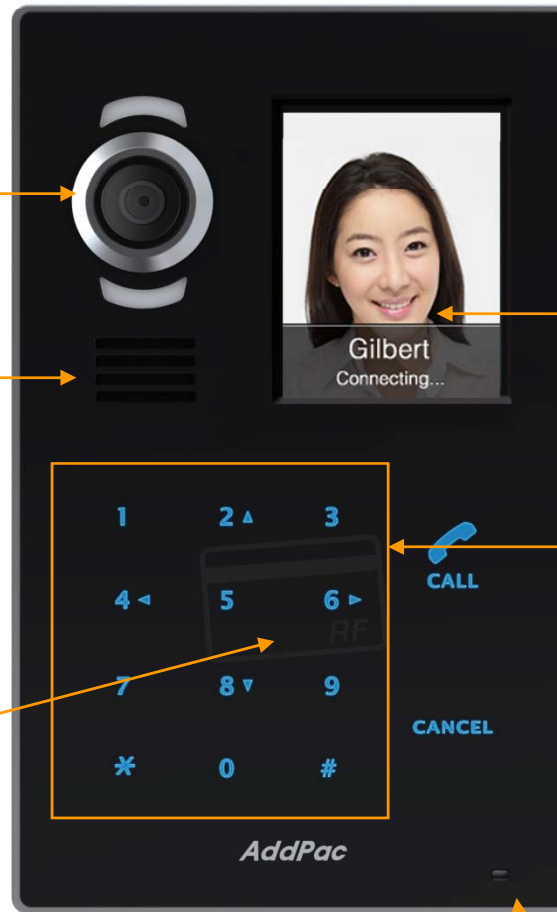 Gilbert
Connecting...
1 2 3
CALL
4 5 6
RF
7 8 9
CANCEL
* 0 #
AddPac